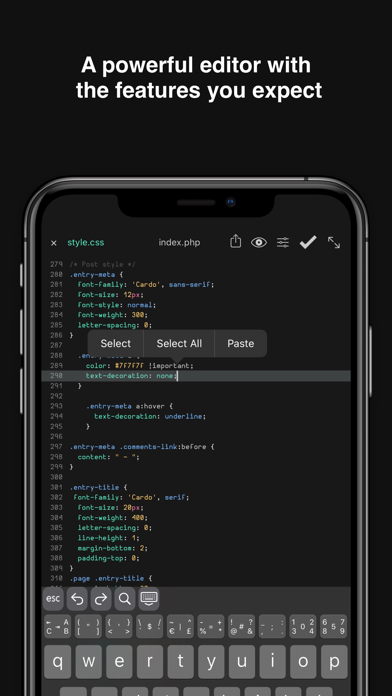 A powerful editor with
the features you expect
× style.css index.php
279 /* Post style */
280 .entry-meta {
281 font-family: 'Cardo', sans-serif;
282 font-size: 12px;
283 font-style: normal;
284 font-weight: 300;
285 letter-spacing: 0;
286 }
287
Select Select All Paste
288 .entry-meta a {
289 color: #7F7F7F !important;
290 text-decoration: none;
291 }
292
293 .entry-meta a:hover {
294 text-decoration: underline;
295 }
296
297 .entry-meta .comments-link:before {
298 content: " ~ ";
299 }
300
301 .entry-title {
302 font-family: 'Cardo', serif;
303 font-size: 20px;
304 font-weight: 400;
305 letter-spacing: 0;
306 line-height: 1;
307 margin-bottom: 2;
308 padding-top: 0;
309 }
310 .page .entry-title {
esc
A B ( " ) { ' } \ $ / ~ ^ € | £ ~ - % = + * ! ? @ # & _ - . ; : 1 3 0 2 4 6 8 5 7 9
q w e r t y u i o p